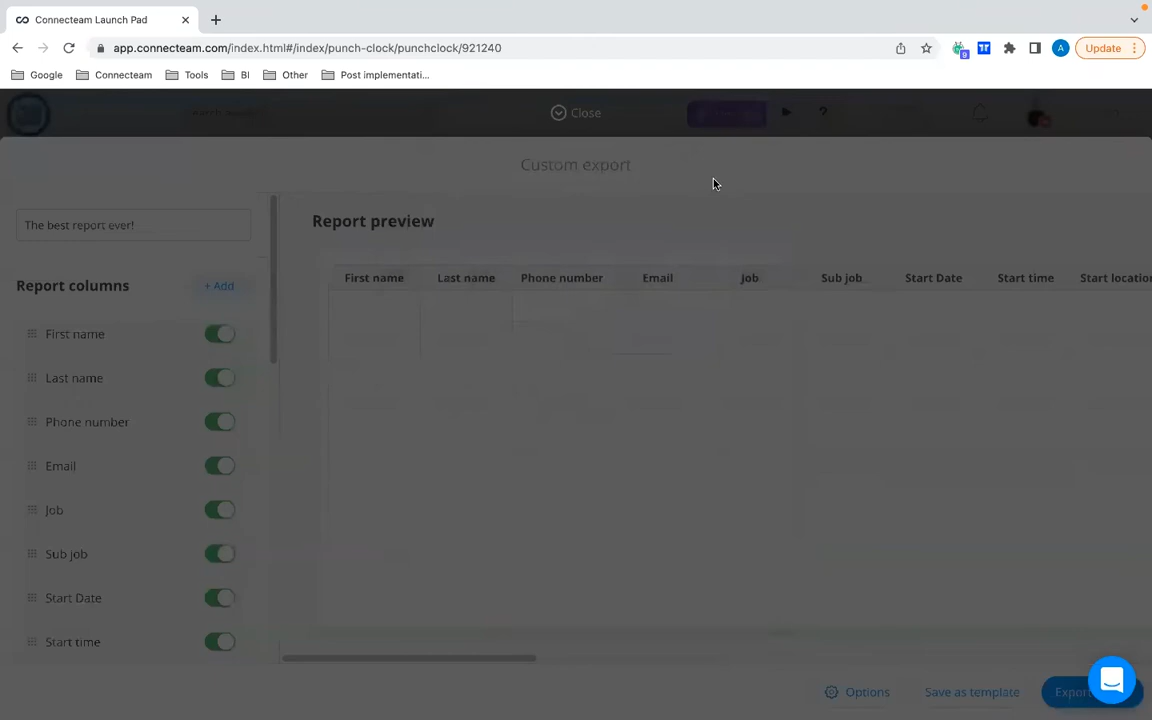 Connecteam Launch Pad
app.connecteam.com/index.html#/index/punch-clock/punchclock/921240
9
A
Update
Google
Connecteam
Tools
BI
Other
Post implementati...
Close
?
Custom export
The best report ever!
Report preview
Report columns
+ Add
First name
Last name
Phone number
Email
Job
Sub job
Start Date
Start time
Start location
First name
Last name
Phone number
Email
Job
Sub job
Start Date
Start time
Options
Save as template
Export